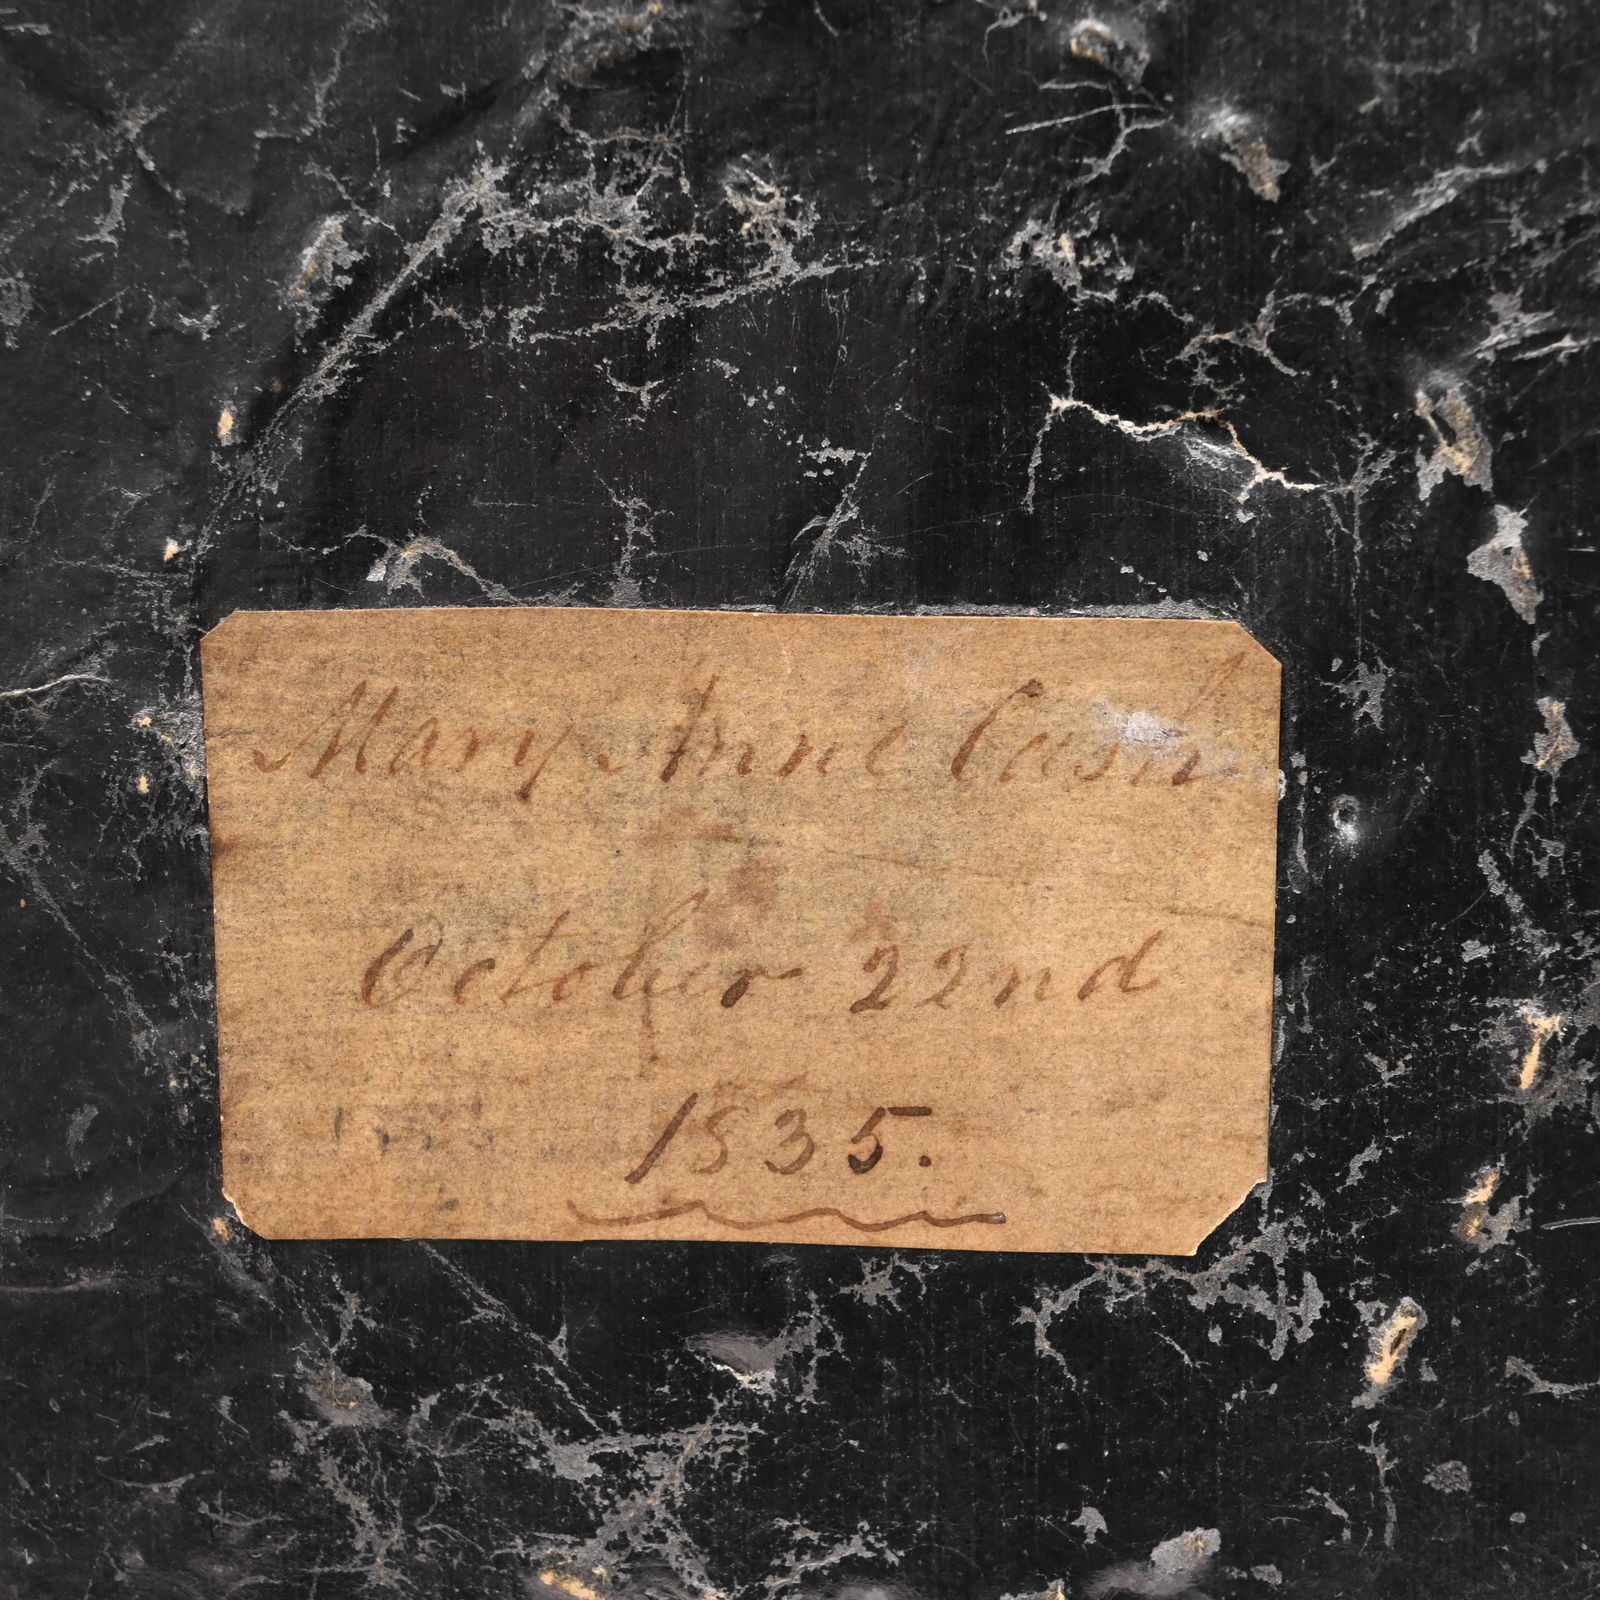 Mary Anne Cash
October 22nd
1835.